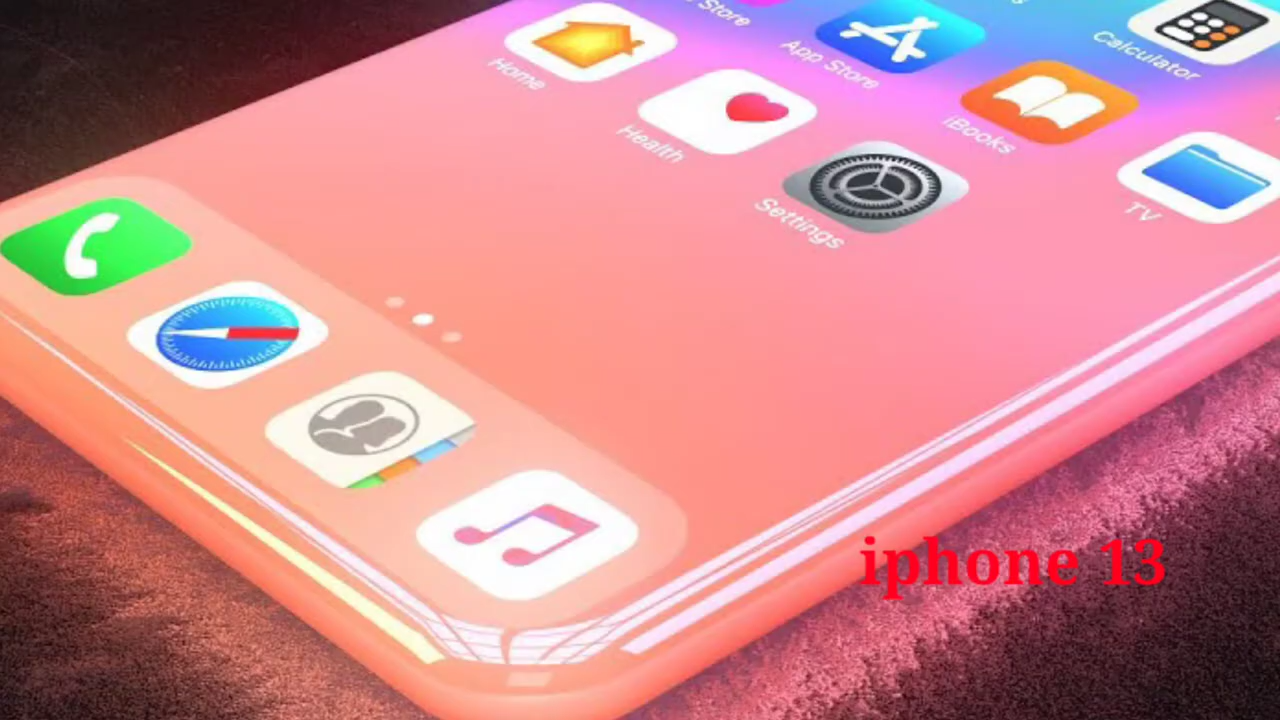 Store
App Store
Calculator
Home
iBooks
Health
TV
Settings
iphone 13